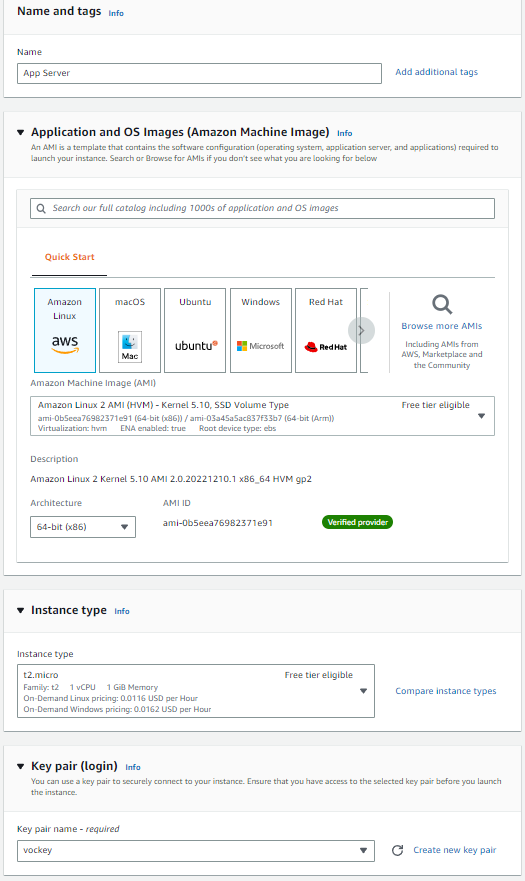 Name and tags Info
Name
App Server
Add additional tags
Application and OS Images (Amazon Machine Image) Info
An AMI is a template that contains the software configuration (operating system, application server, and applications) required to
launch your instance. Search or Browse for AMIs if you don't see what you are looking for below
Search our full catalog including 1000s of application and OS images
Quick Start
Amazon
Linux
aws
macOS
Mac
Ubuntu
ubuntu
Windows
Microsoft
Red Hat
Red Hat
Browse more AMIs
Including AMIs from
AWS, Marketplace and
the Community
Amazon Machine Image (AMI)
Amazon Linux 2 AMI (HVM) - Kernel 5.10, SSD Volume Type
Free tier eligible
ami-0b5eea76982371e91 (64-bit (x86)) / ami-03a45a5ac837f33b7 (64-bit (Arm))
Virtualization: hvm ENA enabled: true Root device type: ebs
Description
Amazon Linux 2 Kernel 5.10 AMI 2.0.20221210.1 x86_64 HVM gp2
Architecture
AMI ID
64-bit (x86)
ami-0b5eea76982371e91
Verified provider
Instance type Info
Instance type
t2.micro
Free tier eligible
Family: t2 1 vCPU 1 GiB Memory
On-Demand Linux pricing: 0.0116 USD per Hour
On-Demand Windows pricing: 0.0162 USD per Hour
Compare instance types
Key pair (login) Info
You can use a key pair to securely connect to your instance. Ensure that you have access to the selected key pair before you launch
the instance.
Key pair name - required
vockey
Create new key pair